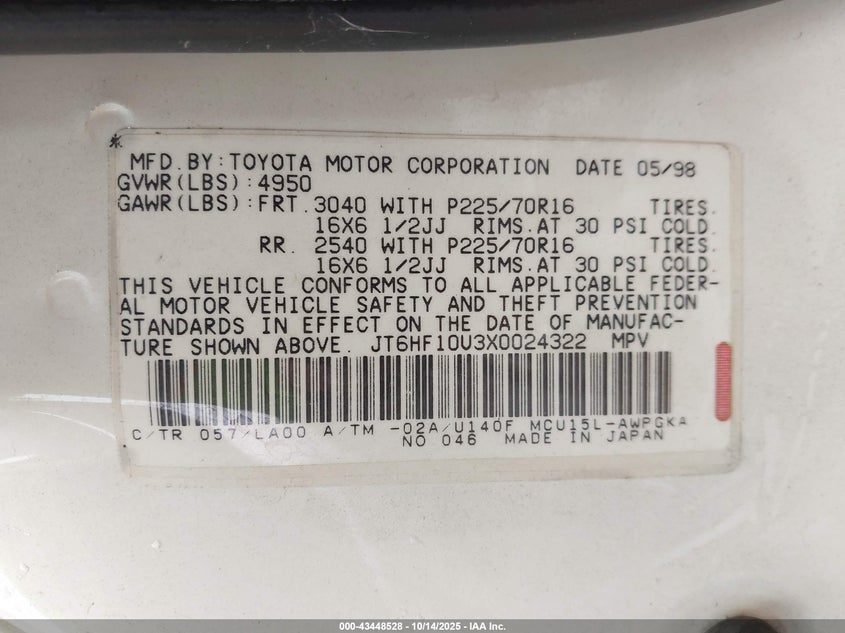 MFD.BY:TOYOTA MOTOR CORPORATION DATE 05/98
GVWR(LBS):4950
GAWR(LBS):FRT.3040 WITH P225/70R16 TIRES.
16X6 1/2JJ RIMS.AT 30 PSI COLD.
RR. 2540 WITH P225/70R16 TIRES.
16X6 1/2JJ RIMS.AT 30 PSI COLD.
THIS VEHICLE CONFORMS TO ALL APPLICABLE FEDER-
AL MOTOR VEHICLE SAFETY AND THEFT PREVENTION
STANDARDS IN EFFECT ON THE DATE OF MANUFAC-
TURE SHOWN ABOVE. JT6HF10U3X0024322 MPV
C/TR 057/LA00 A/TM -02A/U140F MCU15L-AWPGKA
NO 046 MADE IN JAPAN
000-43448528 - 10/14/2025 - IAA Inc.